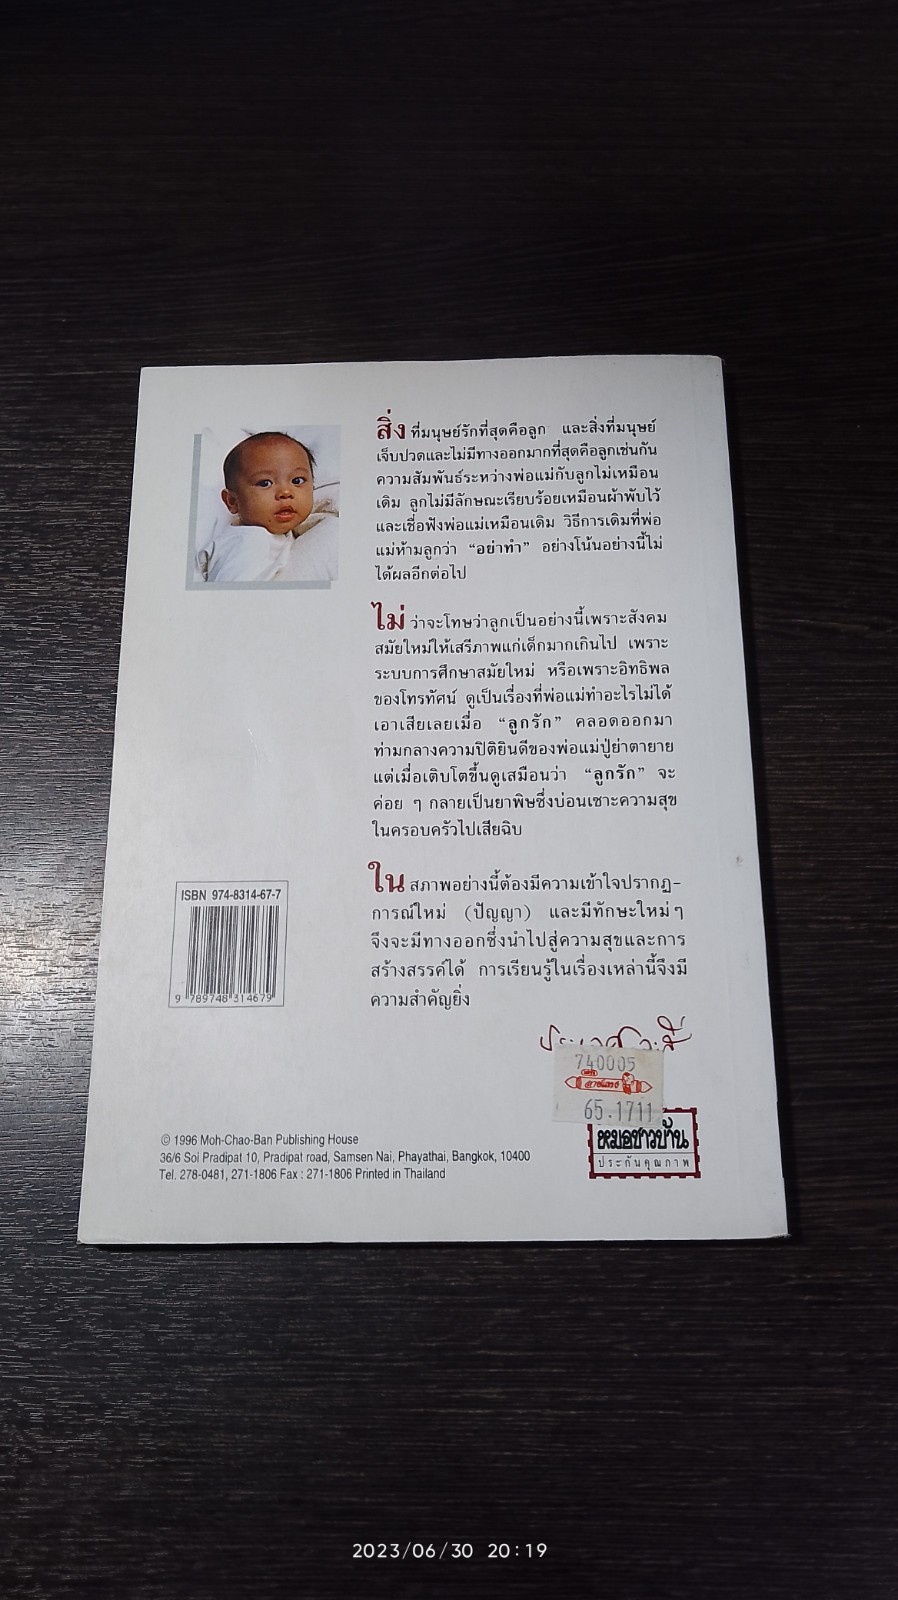 สิ่ง ที่มนุษย์รักที่สุดคือลูก และสิ่งที่มนุษย์
เจ็บปวดและไม่มีทางออกมากที่สุดคือลูกเช่นกัน
ความสัมพันธ์ระหว่างพ่อแม่กับลูกไม่เหมือน
เดิม ลูกไม่มีลักษณะเรียบร้อยเหมือนผ้าพับไว้
และเชื่อฟังพ่อแม่เหมือนเดิม วิธีการเดิมที่พ่อ
แม่ห้ามลูกว่า “อย่าทำ” อย่างโน้นอย่างนี้ไม่
ได้ผลอีกต่อไป
ไม่ ว่าจะโทษว่าลูกเป็นอย่างนี้เพราะสังคม
สมัยใหม่ให้เสรีภาพแก่เด็กมากเกินไป เพราะ
ระบบการศึกษาสมัยใหม่ หรือเพราะอิทธิพล
ของโทรทัศน์ ดูเป็นเรื่องที่พ่อแม่ทำอะไรไม่ได้
เอาเสียเลยเมื่อ “ลูกรัก” คลอดออกมา
ท่ามกลางความปิติยินดีของพ่อแม่ปู่ย่าตายาย
แต่เมื่อเติบโตขึ้นดูเสมือนว่า “ลูกรัก” จะ
ค่อย ๆ กลายเป็นยาพิษซึ่งบ่อนเซาะความสุข
ในครอบครัวไปเสียฉิบ
ใน สภาพอย่างนี้ต้องมีความเข้าใจปรากฏ-
การณ์ใหม่ (ปัญญา) และมีทักษะใหม่ๆ
จึงจะมีทางออกซึ่งนำไปสู่ความสุขและการ
สร้างสรรค์ได้ การเรียนรู้ในเรื่องเหล่านี้จึงมี
ความสำคัญยิ่ง
ISBN 974-8314-67-7
9 789748 314679
740005
65.1711
หมอชาวบ้าน
ประกันคุณภาพ
© 1996 Moh-Chao-Ban Publishing House
36/6 Soi Pradipat 10, Pradipat road, Samsen Nai, Phayathai, Bangkok, 10400
Tel. 278-0481, 271-1806 Fax : 271-1806 Printed in Thailand
2023/06/30 20:19